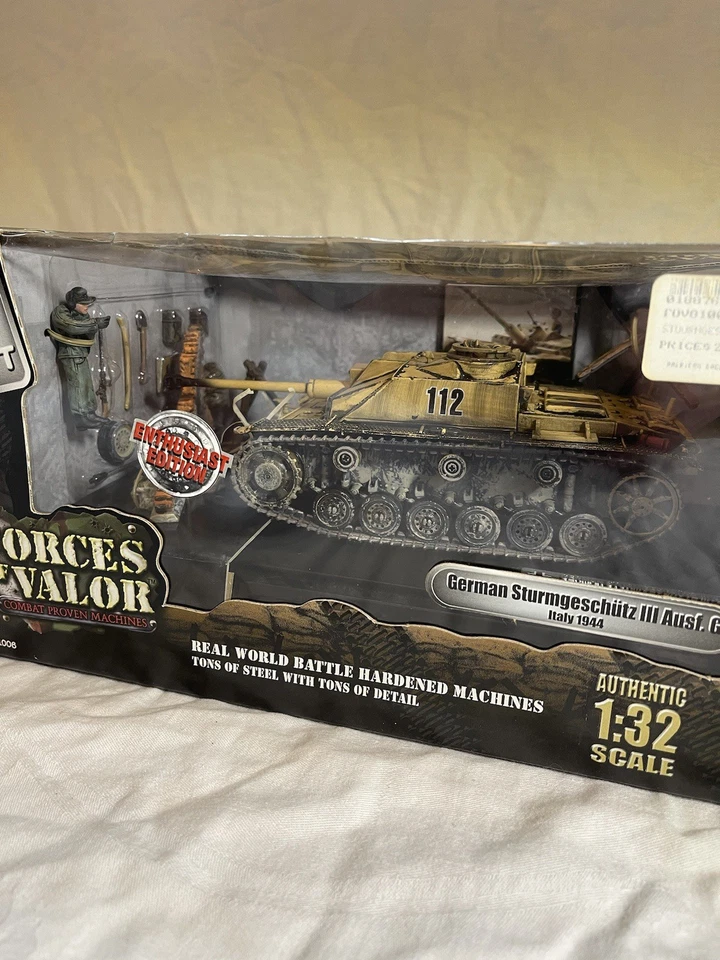 T
112
ENTHUSIAST
EDITION
ORCES
VALOR
COMBAT PROVEN MACHINES
German Sturmgeschütz III Ausf. G
Italy 1944
REAL WORLD BATTLE HARDENED MACHINES
TONS OF STEEL WITH TONS OF DETAIL
AUTHENTIC
1:32
SCALE